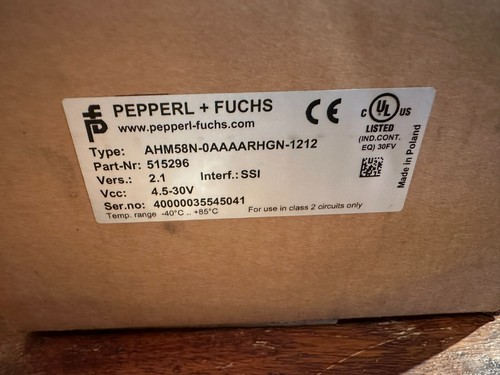 PEPPERL + FUCHS
www.pepperl-fuchs.com
CE
C UL US
LISTED
(IND.CONT.
EQ) 30FV
Type: AHM58N-0AAAARHGN-1212
Part-Nr: 515296
Vers.: 2.1 Interf.: SSI
Vcc: 4.5-30V
Ser.no: 40000035545041
Temp. range -40°C .. +85°C For use in class 2 circuits only
Made in Poland